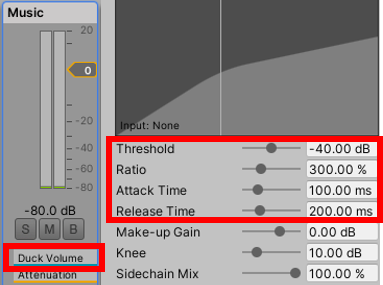 Music
20
0
-20
-40
-60
-80
-80.0 dB
S M B
Duck Volume
Attenuation
Input: None
Threshold -40.00 dB
Ratio 300.00 %
Attack Time 100.00 ms
Release Time 200.00 ms
Make-up Gain 0.00 dB
Knee 10.00 dB
Sidechain Mix 100.00 %